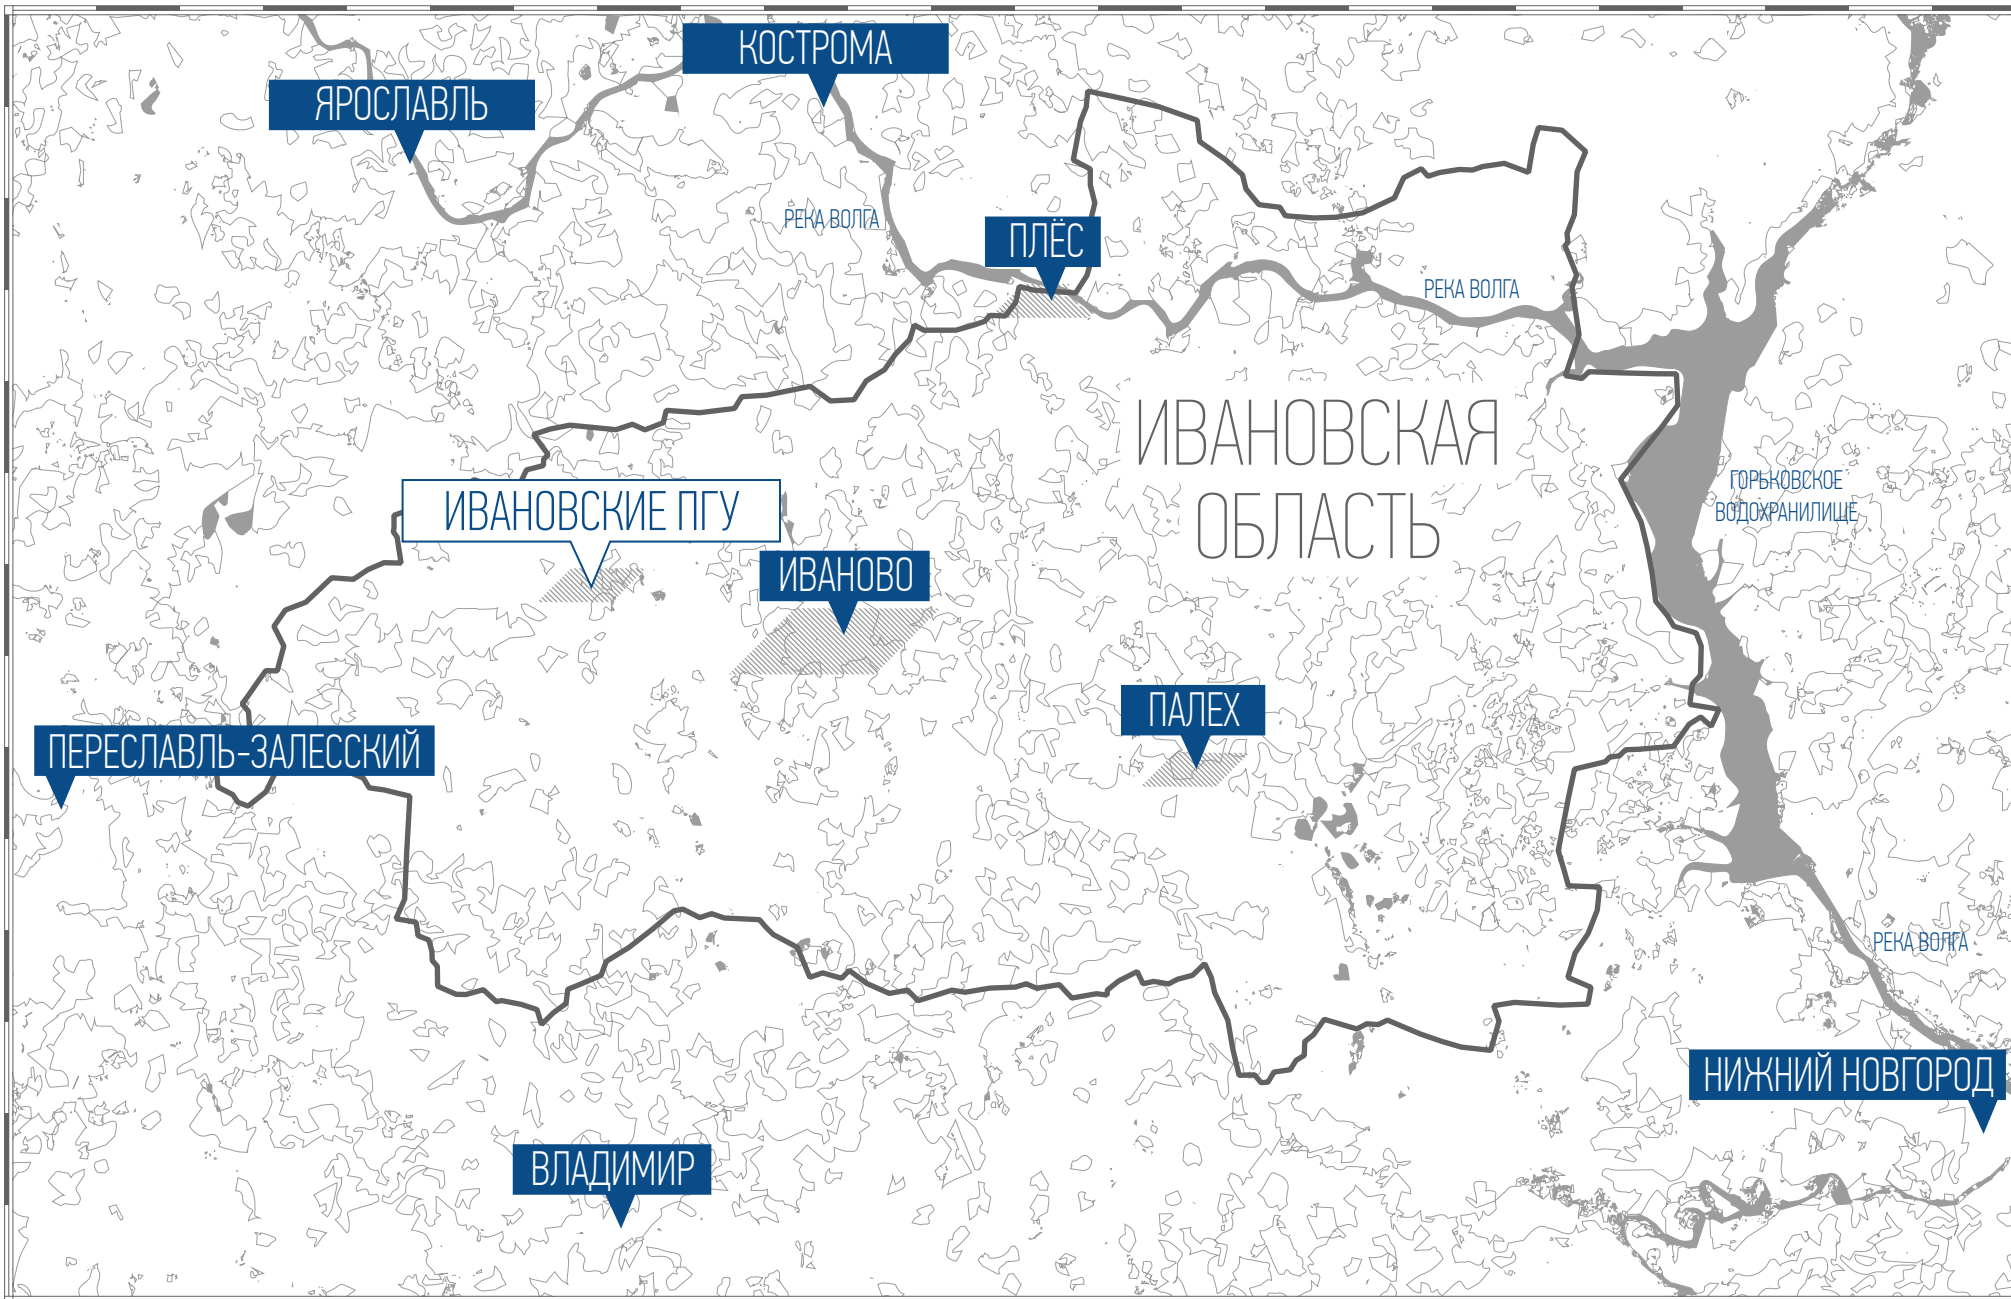 КОСТРОМА
ЯРОСЛАВЛЬ
РЕКА ВОЛГА
ПЛЁС
РЕКА ВОЛГА
ИВАНОВСКАЯ
ОБЛАСТЬ
ГОРЬКОВСКОЕ
ВОДОХРАНИЛИЩЕ
ИВАНОВСКИЕ ПГУ
ИВАНОВО
ПАЛЕХ
ПЕРЕСЛАВЛЬ-ЗАЛЕССКИЙ
РЕКА ВОЛГА
НИЖНИЙ НОВГОРОД
ВЛАДИМИР